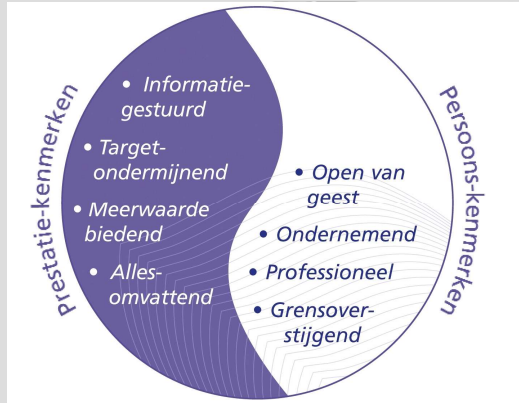 Prestatie-kenmerken
• Informatie-
gestuurd
• Target-
ondermijnend
• Meerwaarde
biedend
• Alles-
omvattend
• Open van
geest
• Ondernemend
• Professioneel
• Grensover-
stijgend
Persoons-kenmerken